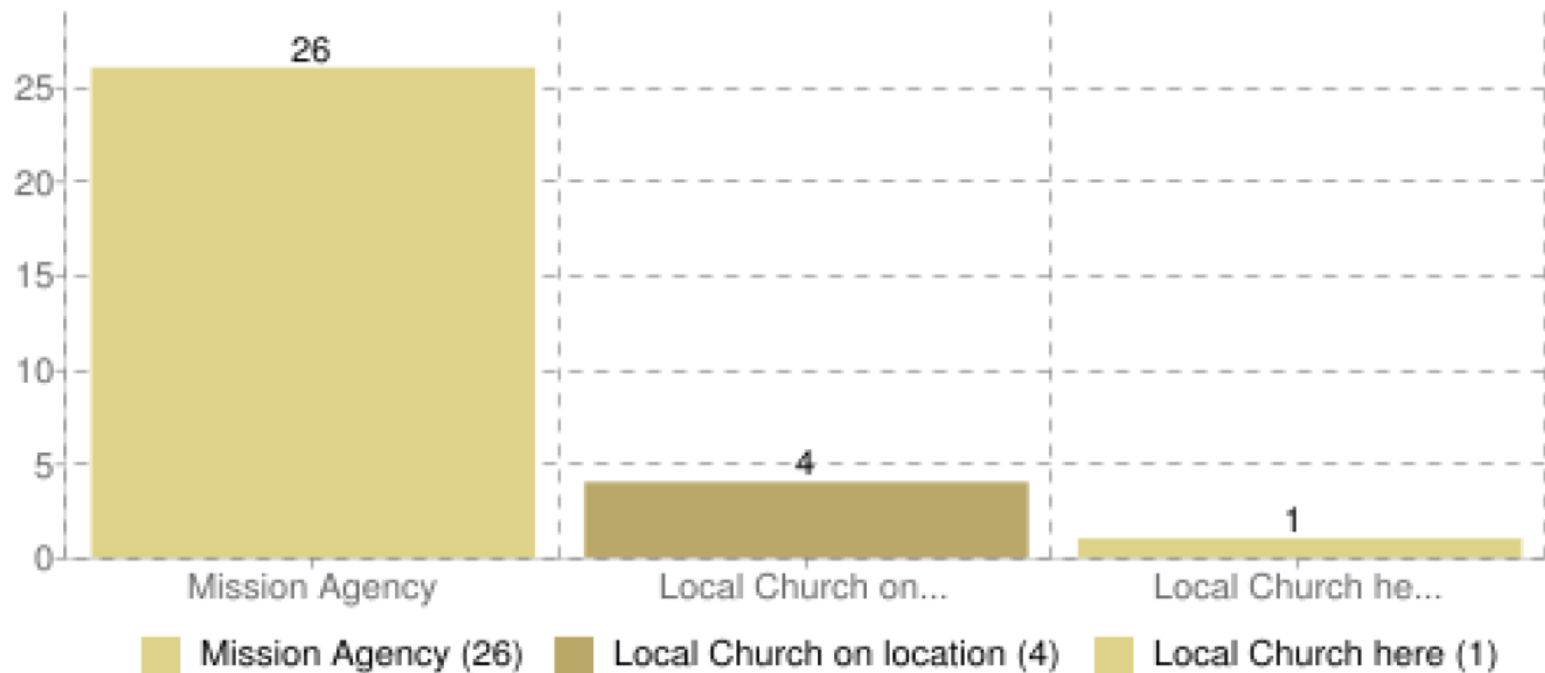 26
25
20
15
10
5
4
1
0
Mission Agency
Local Church on...
Local Church he...
Mission Agency (26)
Local Church on location (4)
Local Church here (1)